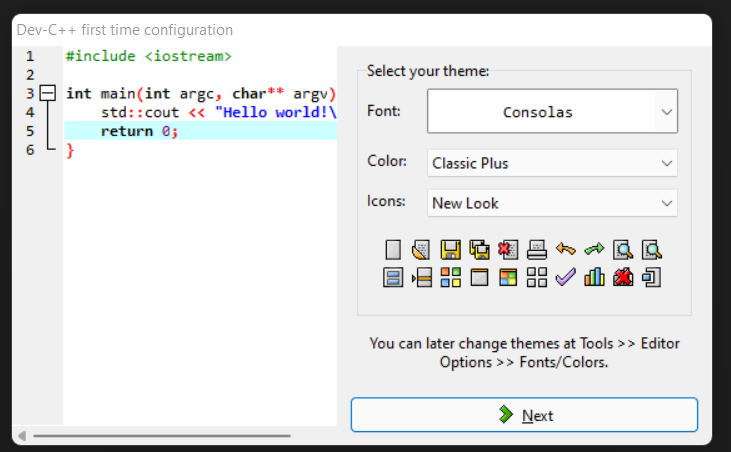 Dev-C++ first time configuration
1 #include <iostream>
2
3 int main(int argc, char** argv)
4 std::cout << "Hello world!\
5 return 0;
6 }
Select your theme:
Font: Consolas
Color: Classic Plus
Icons: New Look
You can later change themes at Tools >> Editor
Options >> Fonts/Colors.
Next